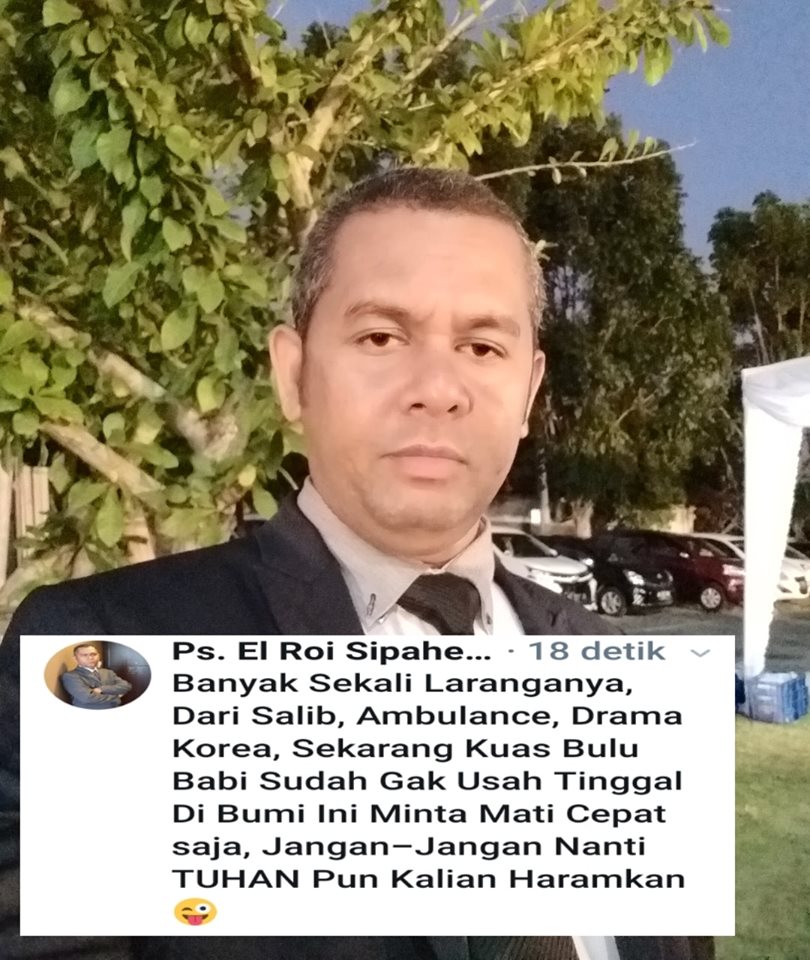 Ps. El Roi Sipahe... · 18 detik
Banyak Sekali Laranganya,
Dari Salib, Ambulance, Drama
Korea, Sekarang Kuas Bulu
Babi Sudah Gak Usah Tinggal
Di Bumi Ini Minta Mati Cepat
saja, Jangan–Jangan Nanti
TUHAN Pun Kalian Haramkan
😜